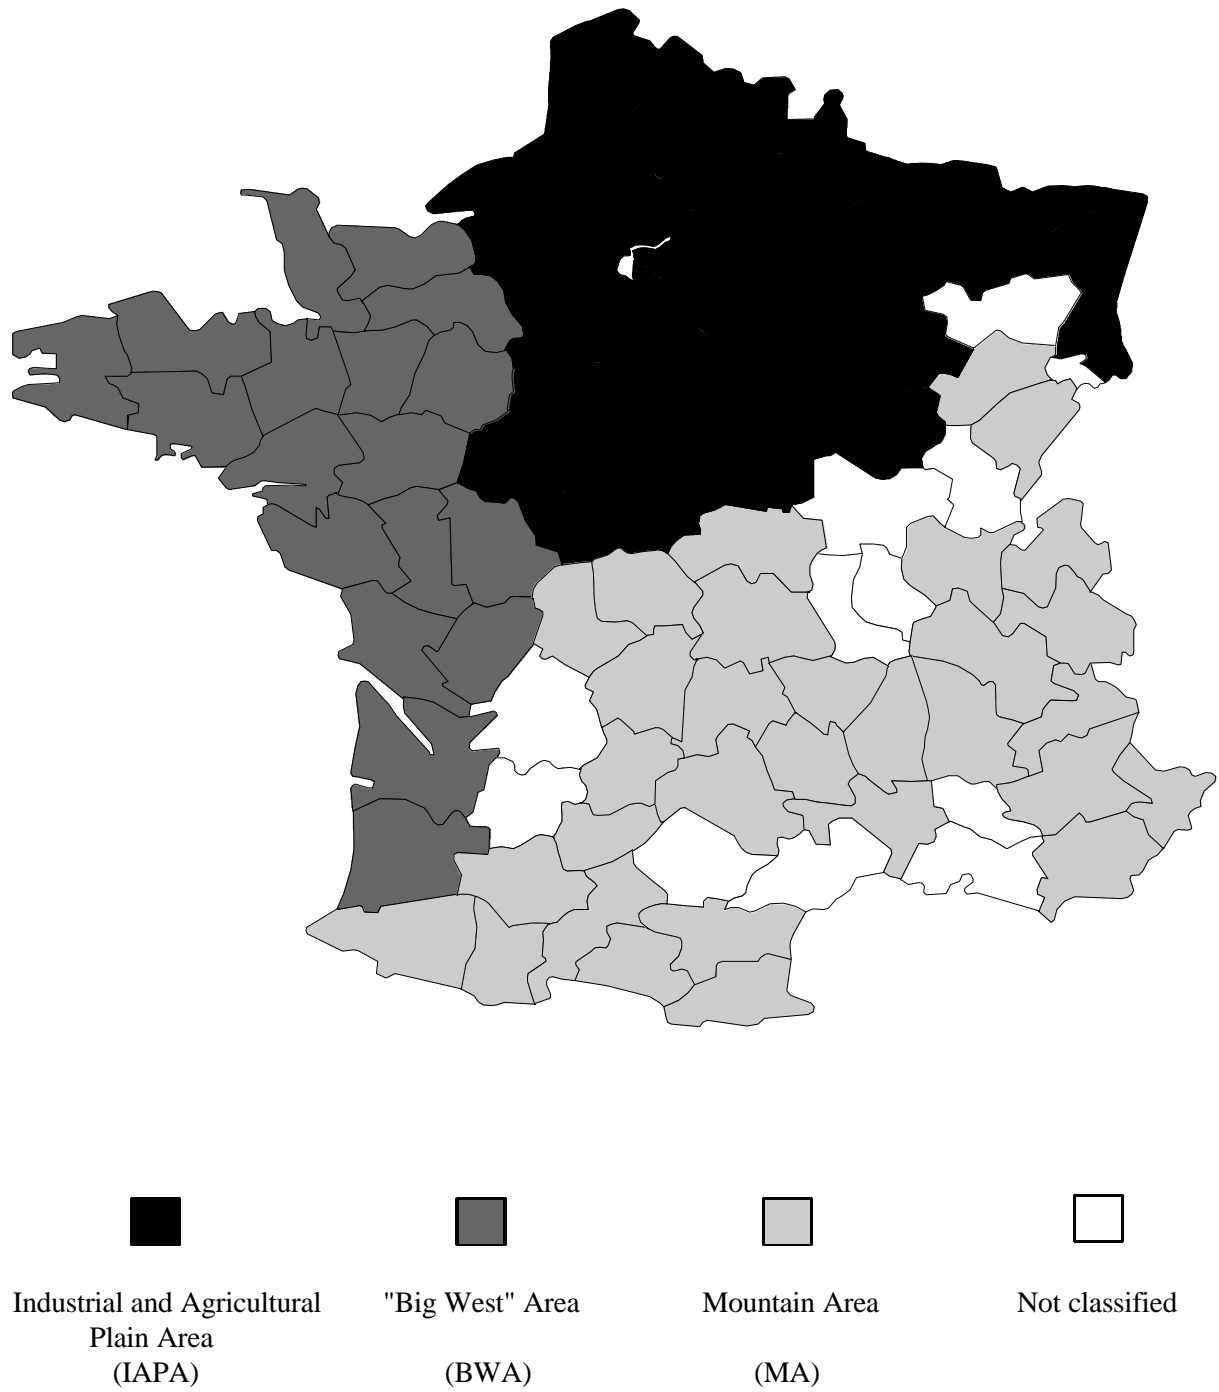 Industrial and Agricultural
Plain Area
(IAPA)
"Big West" Area
(BWA)
Mountain Area
(MA)
Not classified